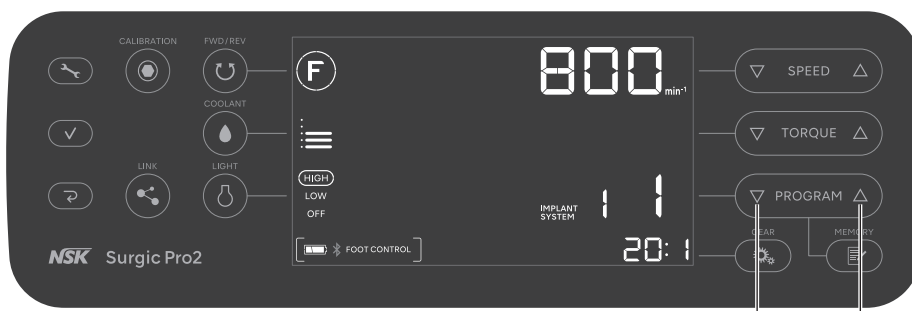 CALIBRATION
FWD/REV
F
800
min-1
SPEED
COOLANT
TORQUE
LINK
LIGHT
HIGH
LOW
OFF
IMPLANT
SYSTEM
1 1
PROGRAM
GEAR
MEMORY
FOOT CONTROL
20:1
NSK Surgic Pro2